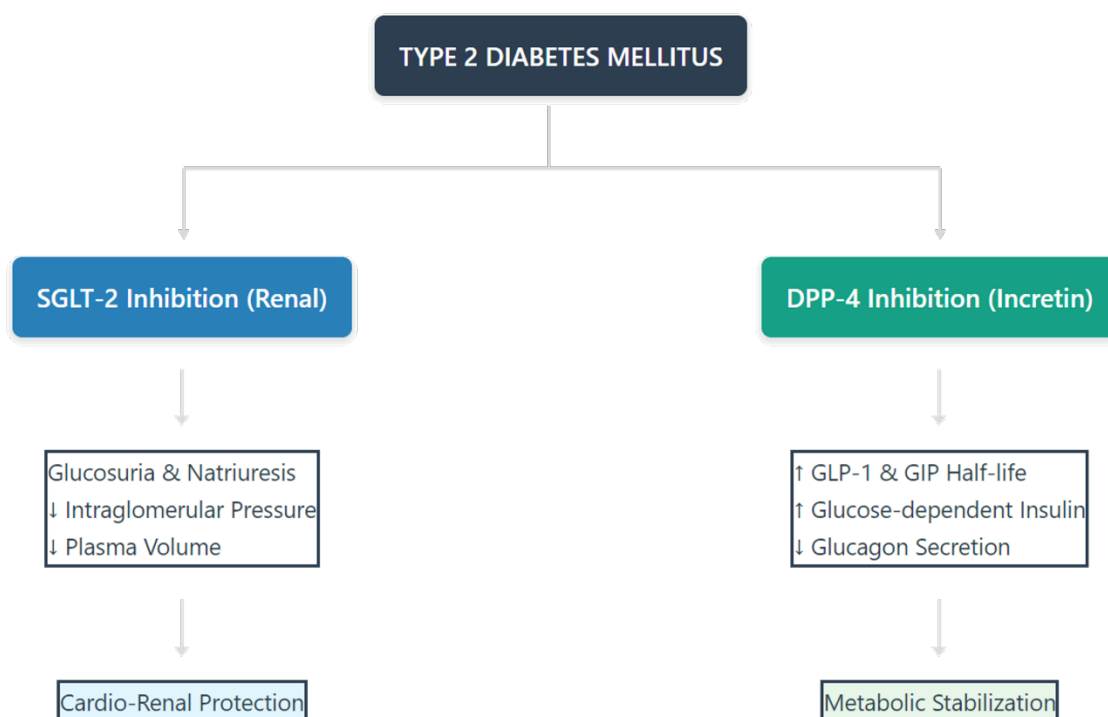 TYPE 2 DIABETES MELLITUS
SGLT-2 Inhibition (Renal)
DPP-4 Inhibition (Incretin)
Glucosuria & Natriuresis
↓ Intraglomerular Pressure
↓ Plasma Volume
↑ GLP-1 & GIP Half-life
↑ Glucose-dependent Insulin
↓ Glucagon Secretion
Cardio-Renal Protection
Metabolic Stabilization